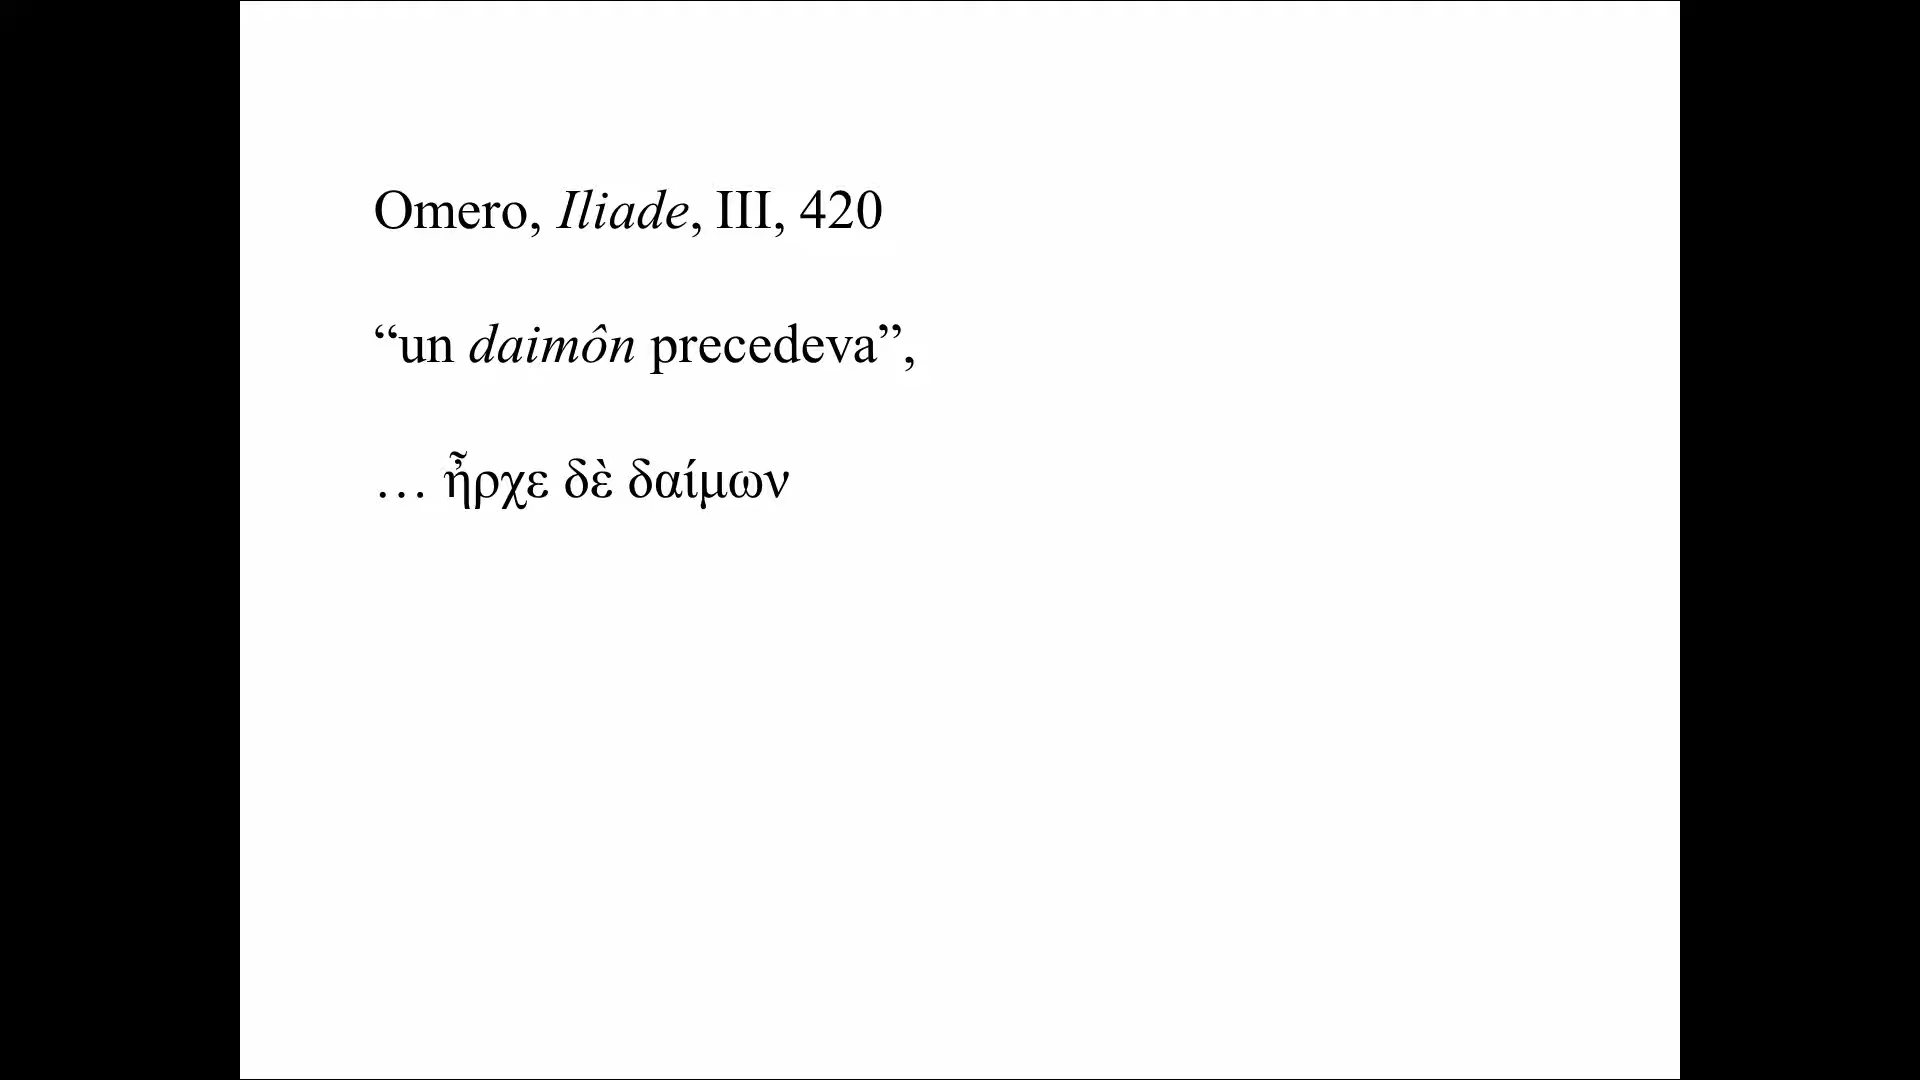 Omero, Iliade, III, 420
“un daimôn precedeva”,
… ἦρχε δὲ δαίμων